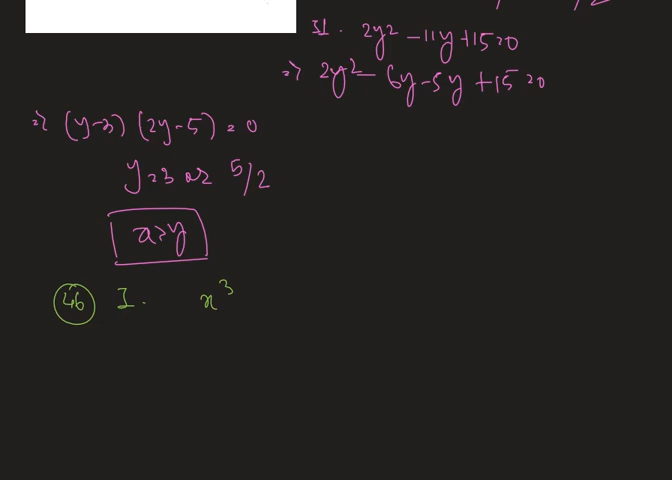 II. 2y² - 11y + 15 = 0
=> 2y² - 6y - 5y + 15 = 0
=> (y-3) (2y-5) = 0
y = 3 or 5/2
x > y
46 I. x³